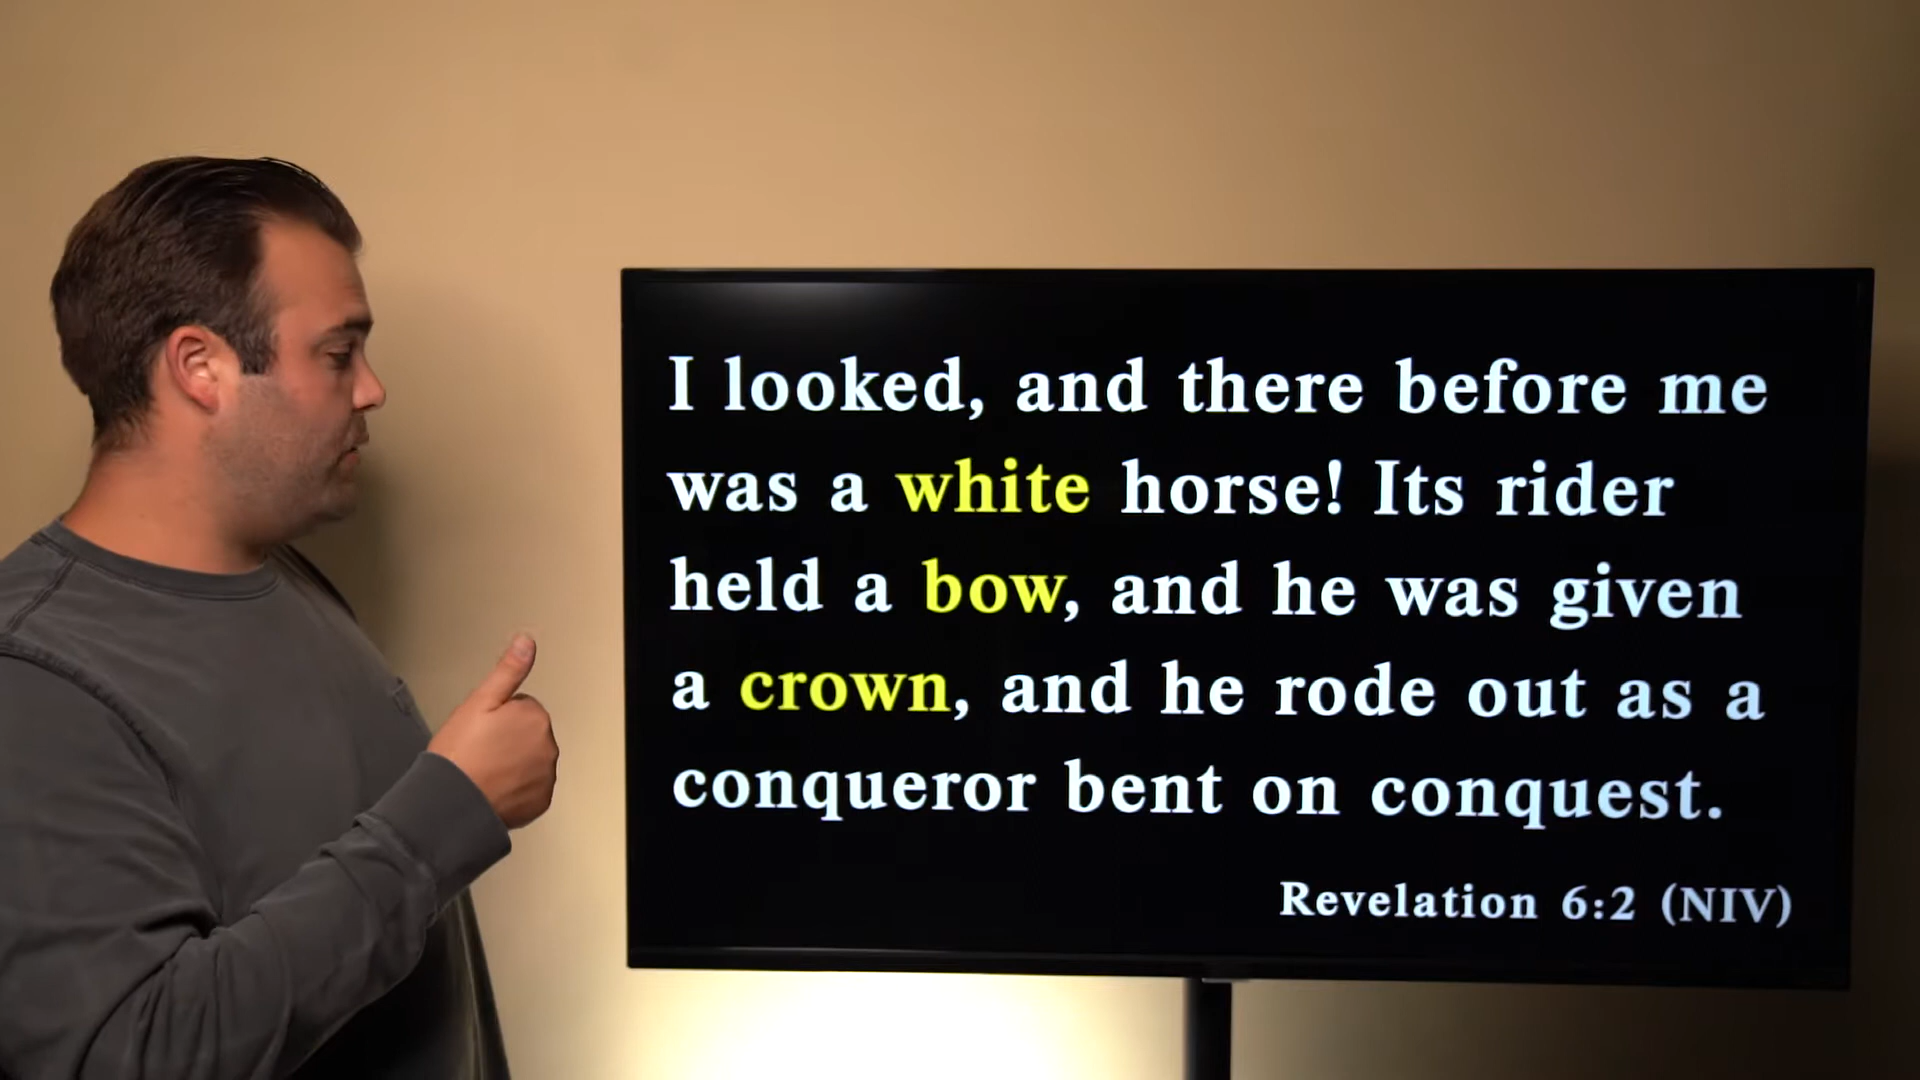 I looked, and there before me
was a white horse! Its rider
held a bow, and he was given
a crown, and he rode out as a
conqueror bent on conquest.
Revelation 6:2 (NIV)